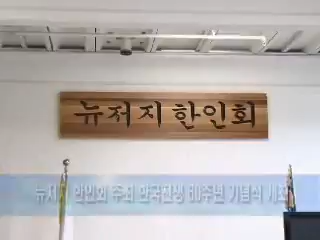 뉴저지 한인회
뉴저지 한인회 주최 한국전쟁 60주년 기념식 시